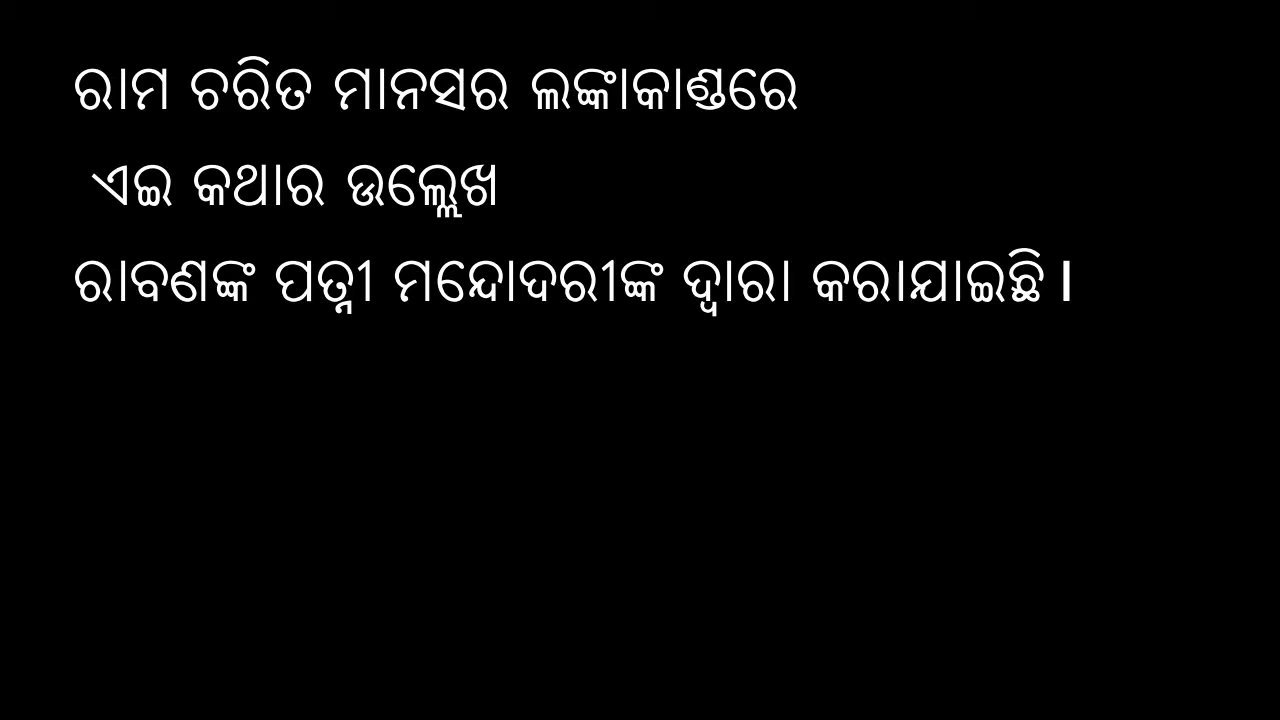 ରାମ ଚରିତ ମାନସର ଲଙ୍କାକାଣ୍ଡରେ
ଏଇ କଥାର ଉଲ୍ଲେଖ
ରାବଣଙ୍କ ପତ୍ନୀ ମନ୍ଦୋଦରୀଙ୍କ ଦ୍ୱାରା କରାଯାଇଛି l